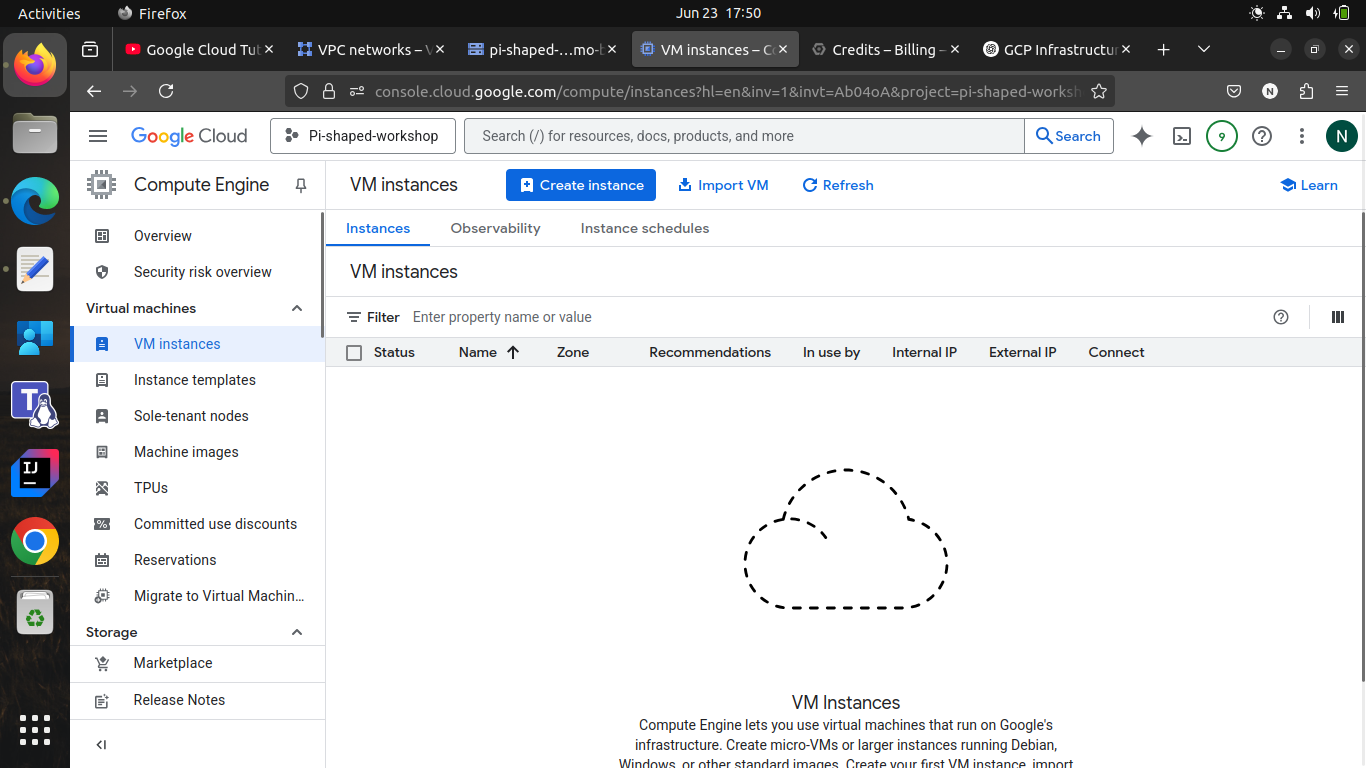 Activities
Firefox
Jun 23 17:50
Google Cloud Tut
VPC networks – V
pi-shaped-…mo-b
VM instances – Co
Credits – Billing –
GCP Infrastructur
console.cloud.google.com/compute/instances?hl=en&inv=1&invt=Ab04oA&project=pi-shaped-worksh
N
Google Cloud
Pi-shaped-workshop
Search (/) for resources, docs, products, and more
Search
9
N
Compute Engine
VM instances
Create instance
Import VM
Refresh
Learn
Overview
Security risk overview
Virtual machines
VM instances
Instance templates
Sole-tenant nodes
Machine images
TPUs
Committed use discounts
Reservations
Migrate to Virtual Machin...
Storage
Marketplace
Release Notes
Instances
Observability
Instance schedules
VM instances
Filter
Enter property name or value
Status
Name
Zone
Recommendations
In use by
Internal IP
External IP
Connect
VM Instances
Compute Engine lets you use virtual machines that run on Google's
infrastructure. Create micro-VMs or larger instances running Debian,
Windows, or other standard images. Create your first VM instance, import
T
IJ